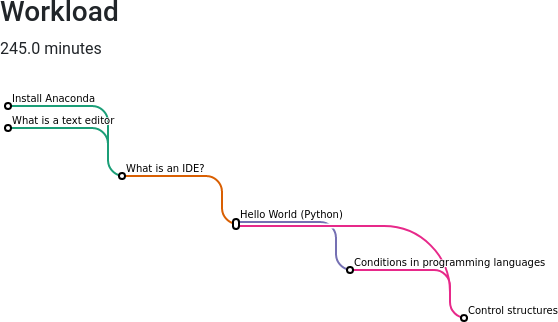 Workload
245.0 minutes
Install Anaconda
What is a text editor
What is an IDE?
Hello World (Python)
Conditions in programming languages
Control structures